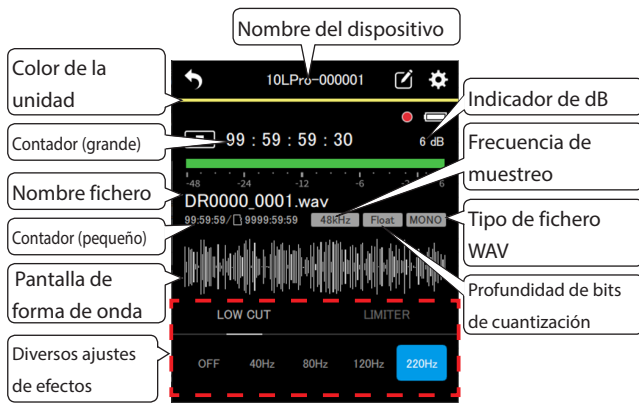 Nombre del dispositivo
Color de la
unidad
10LPro-000001
Indicador de dB
Contador (grande)
99 : 59 : 59 : 30
6 dB
Frecuencia de
muestreo
-48 -24 -12 -6 6
Nombre fichero
DR0000_0001.wav
Contador (pequeño)
99:59:59/ 9999:59:59 48kHz Float MONO
Tipo de fichero
WAV
Pantalla de
forma de onda
Profundidad de bits
de cuantización
LOW CUT LIMITER
Diversos ajustes
de efectos
OFF 40Hz 80Hz 120Hz 220Hz